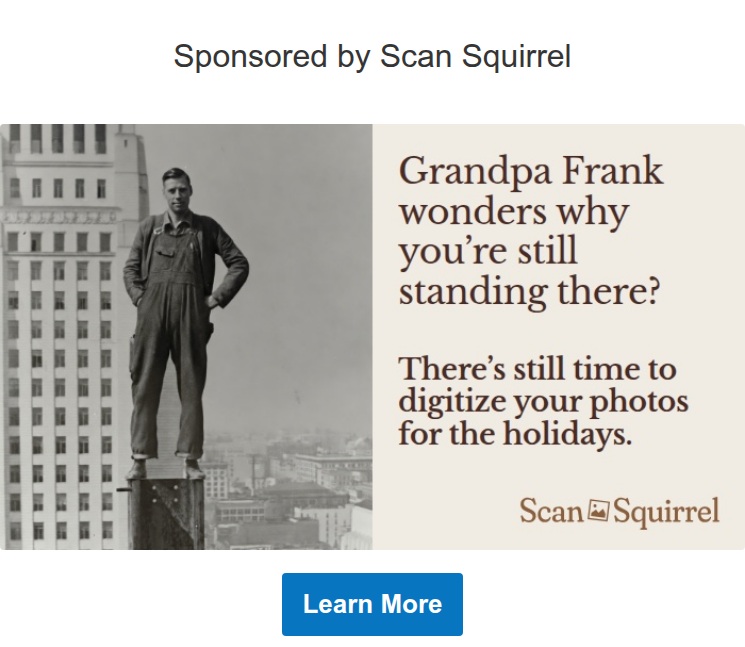 Sponsored by Scan Squirrel
Grandpa Frank
wonders why
you’re still
standing there?
There’s still time to
digitize your photos
for the holidays.
Scan Squirrel
Learn More